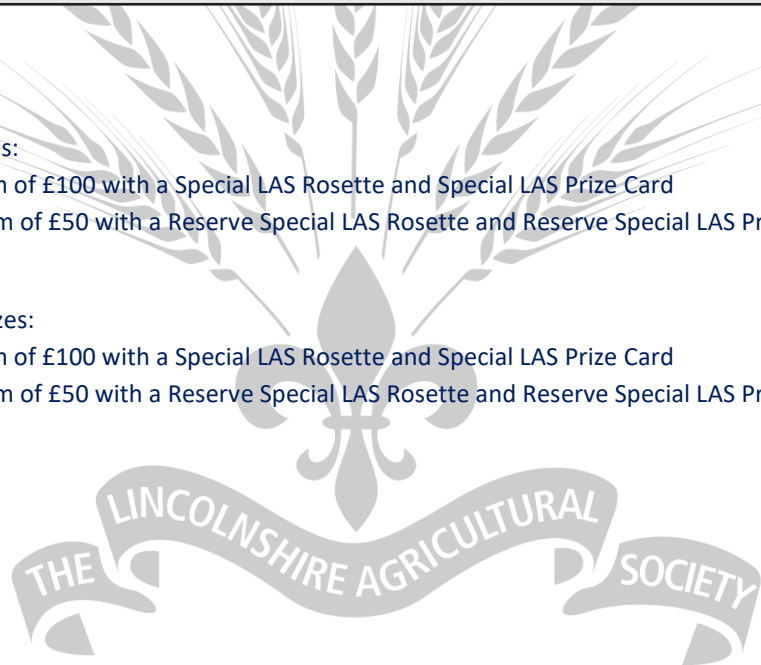 s:
m of £100 with a Special LAS Rosette and Special LAS Prize Card
m of £50 with a Reserve Special LAS Rosette and Reserve Special LAS Pr
zes:
m of £100 with a Special LAS Rosette and Special LAS Prize Card
m of £50 with a Reserve Special LAS Rosette and Reserve Special LAS Pr
THE LINCOLNSHIRE AGRICULTURAL SOCIETY